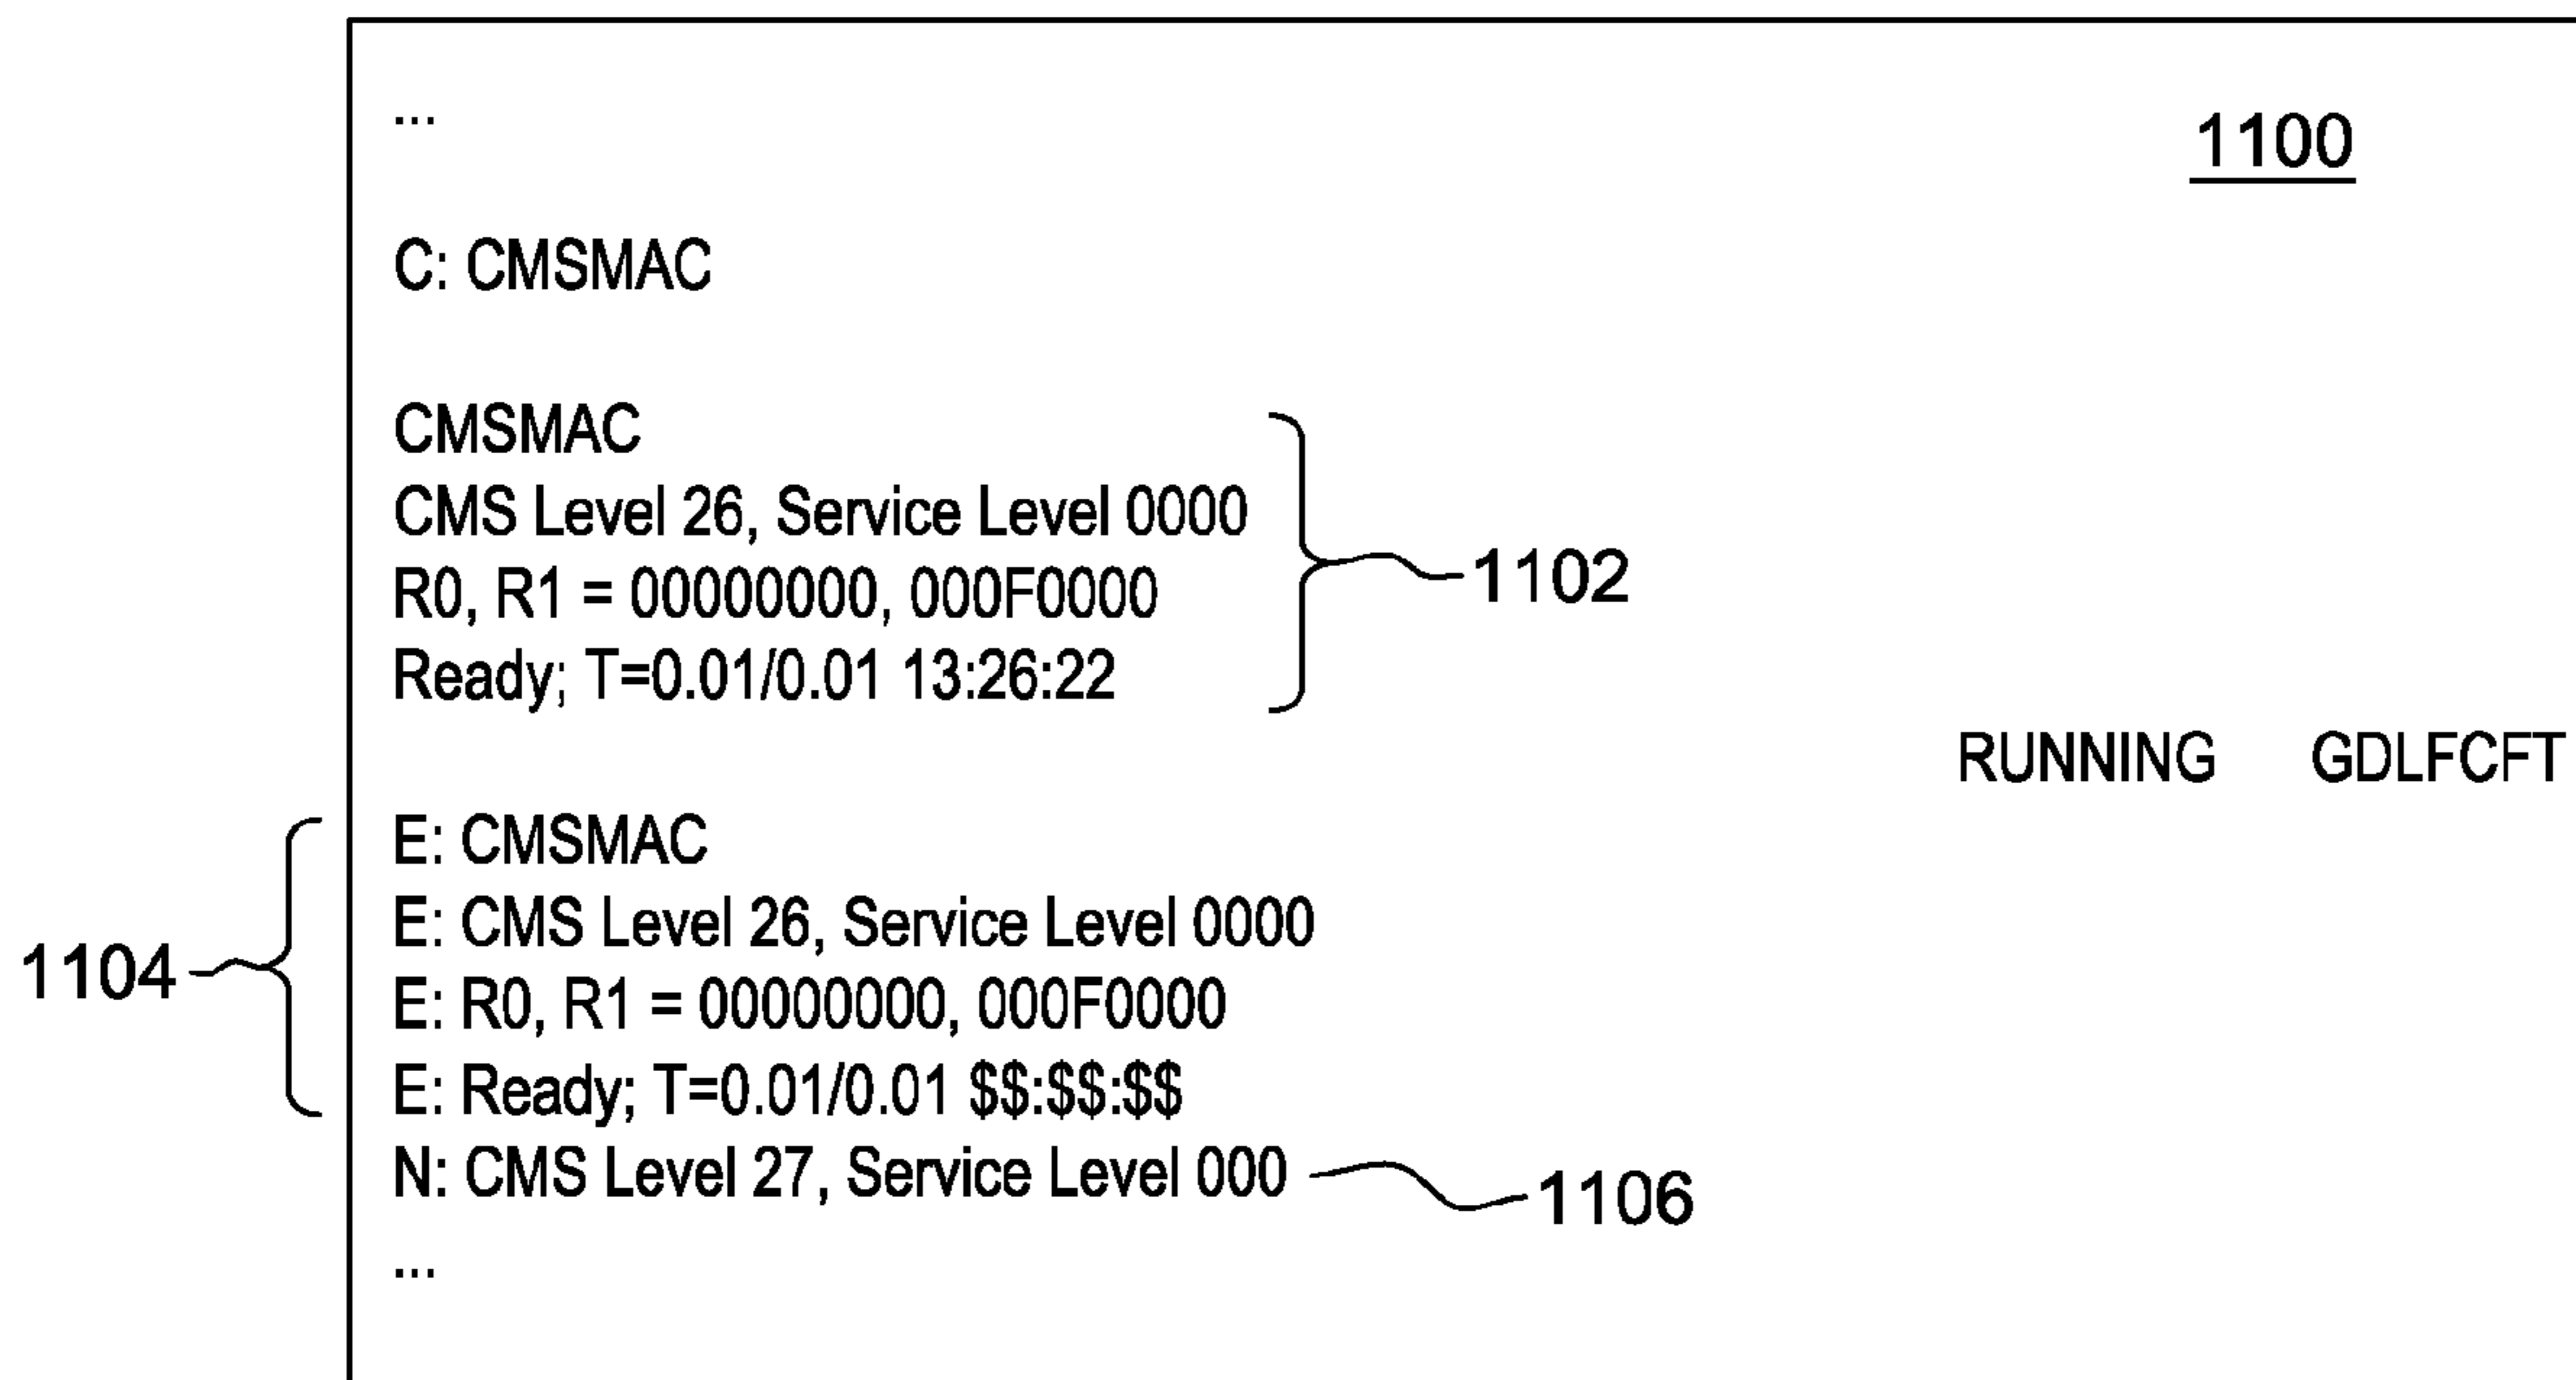 ...
1100
C: CMSMAC
CMSMAC
CMS Level 26, Service Level 0000
R0, R1 = 00000000, 000F0000
1102
Ready; T=0.01/0.01 13:26:22
RUNNING GDLFCFT
E: CMSMAC
E: CMS Level 26, Service Level 0000
1104
E: R0, R1 = 00000000, 000F0000
E: Ready; T=0.01/0.01 $$:$$:$$
N: CMS Level 27, Service Level 000
1106
...